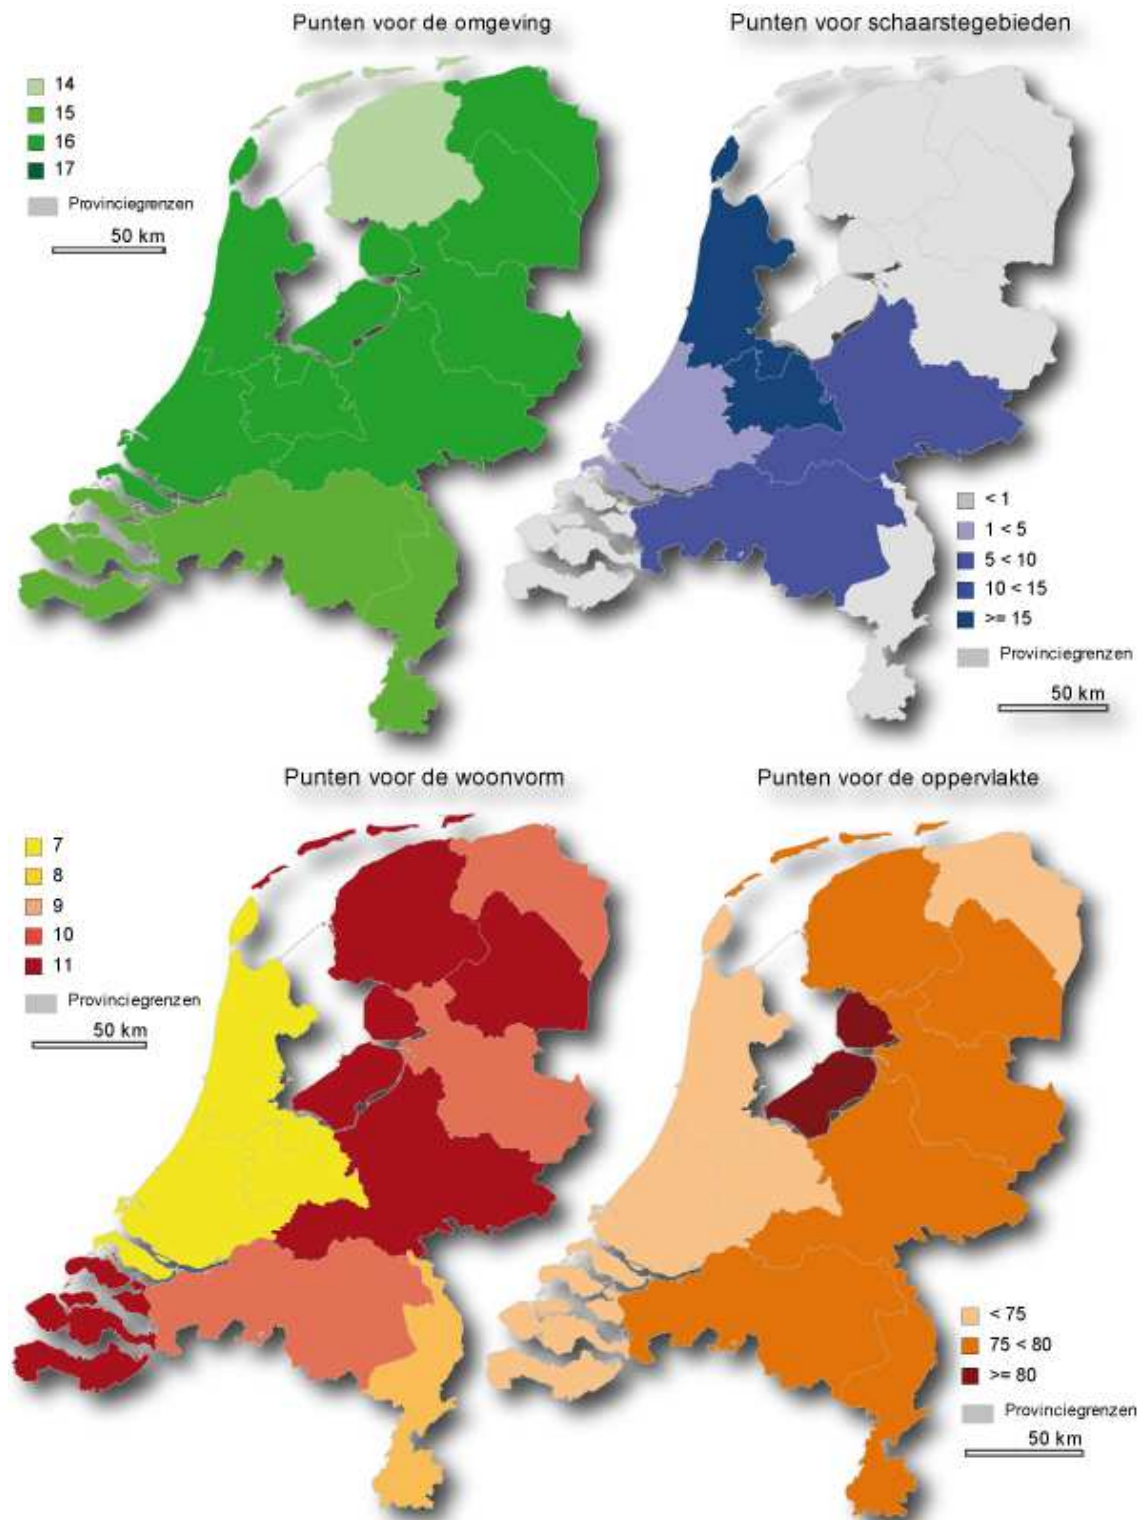 Punten voor de omgeving
14
15
16
17
Provinciegrenzen
50 km
Punten voor schaarstegebieden
< 1
1 < 5
5 < 10
10 < 15
>= 15
Provinciegrenzen
50 km
Punten voor de woonvorm
7
8
9
10
11
Provinciegrenzen
50 km
Punten voor de oppervlakte
< 75
75 < 80
>= 80
Provinciegrenzen
50 km